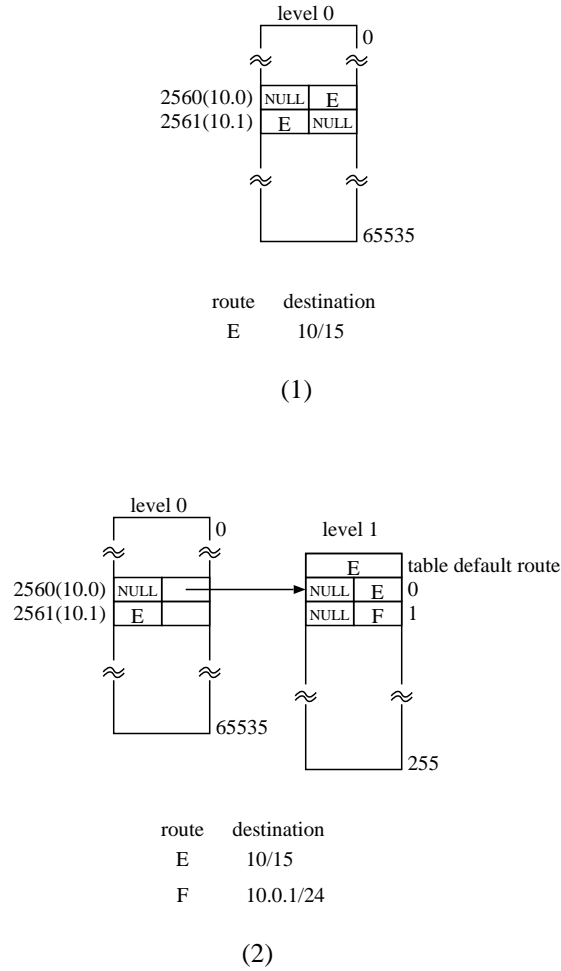 level 0
0
2560(10.0) NULL E
2561(10.1) E NULL
65535
route destination
E 10/15
(1)
level 0
0
level 1
E table default route
2560(10.0) NULL NULL E 0
2561(10.1) E NULL F 1
65535
255
route destination
E 10/15
F 10.0.1/24
(2)